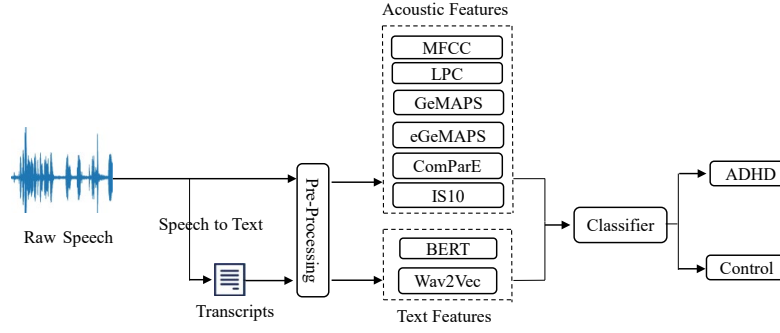 Acoustic Features
MFCC
LPC
GeMAPS
eGeMAPS
ComParE
IS10
Raw Speech
Speech to Text
Transcripts
Pre-Processing
BERT
Wav2Vec
Text Features
Classifier
ADHD
Control